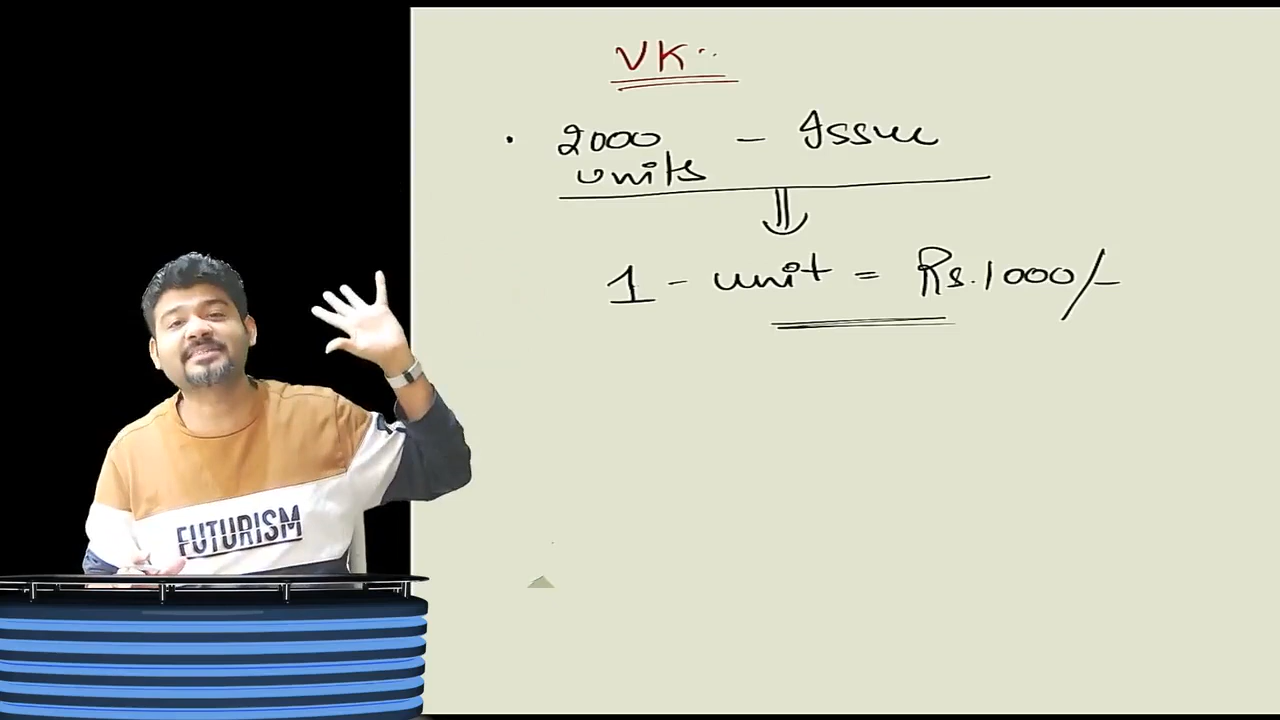 VK..
. 2000 - Issue
units
1 - unit = Rs.1000/-
FUTURISM